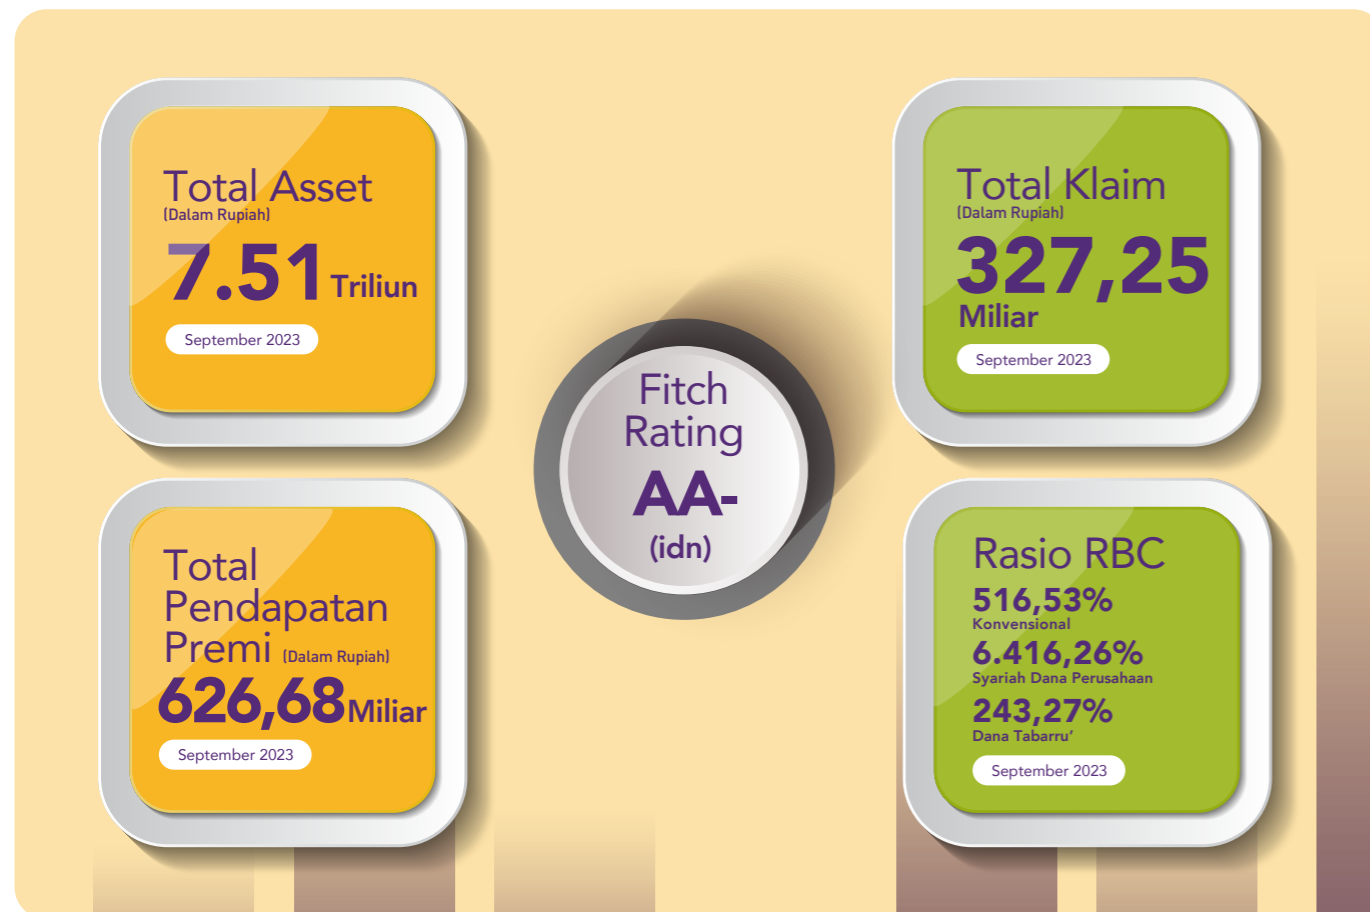 Total Asset
(Dalam Rupiah)
7.51 Triliun
September 2023
Total
Pendapatan
Premi (Dalam Rupiah)
626,68 Miliar
September 2023
Fitch
Rating
AA-
(idn)
Total Klaim
(Dalam Rupiah)
327,25
Miliar
September 2023
Rasio RBC
516,53%
Konvensional
6.416,26%
Syariah Dana Perusahaan
243,27%
Dana Tabarru’
September 2023